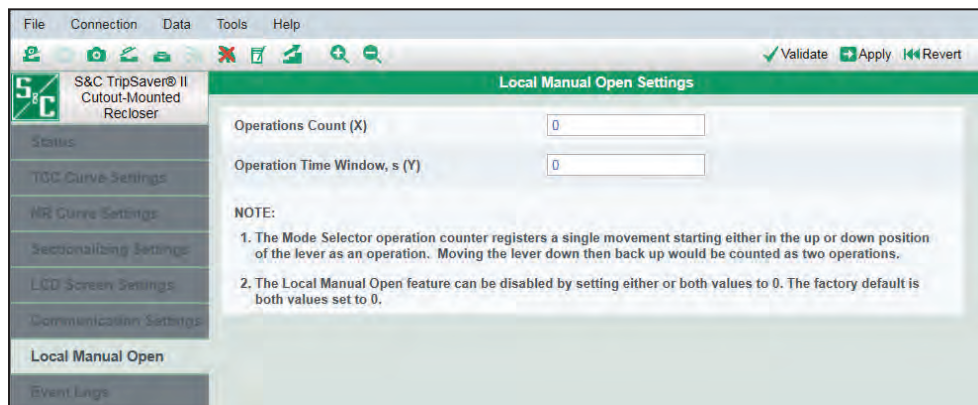 File Connection Data Tools Help
Validate Apply Revert
S&C
S&C TripSaver® II
Cutout-Mounted
Recloser
Local Manual Open Settings
Status
TCC Curve Settings
NR Curve Settings
Sectionalizing Settings
LCD Screen Settings
Communication Settings
Local Manual Open
Event Logs
Operations Count (X) 0
Operation Time Window, s (Y) 0
NOTE:
1. The Mode Selector operation counter registers a single movement starting either in the up or down position
of the lever as an operation. Moving the lever down then back up would be counted as two operations.
2. The Local Manual Open feature can be disabled by setting either or both values to 0. The factory default is
both values set to 0.